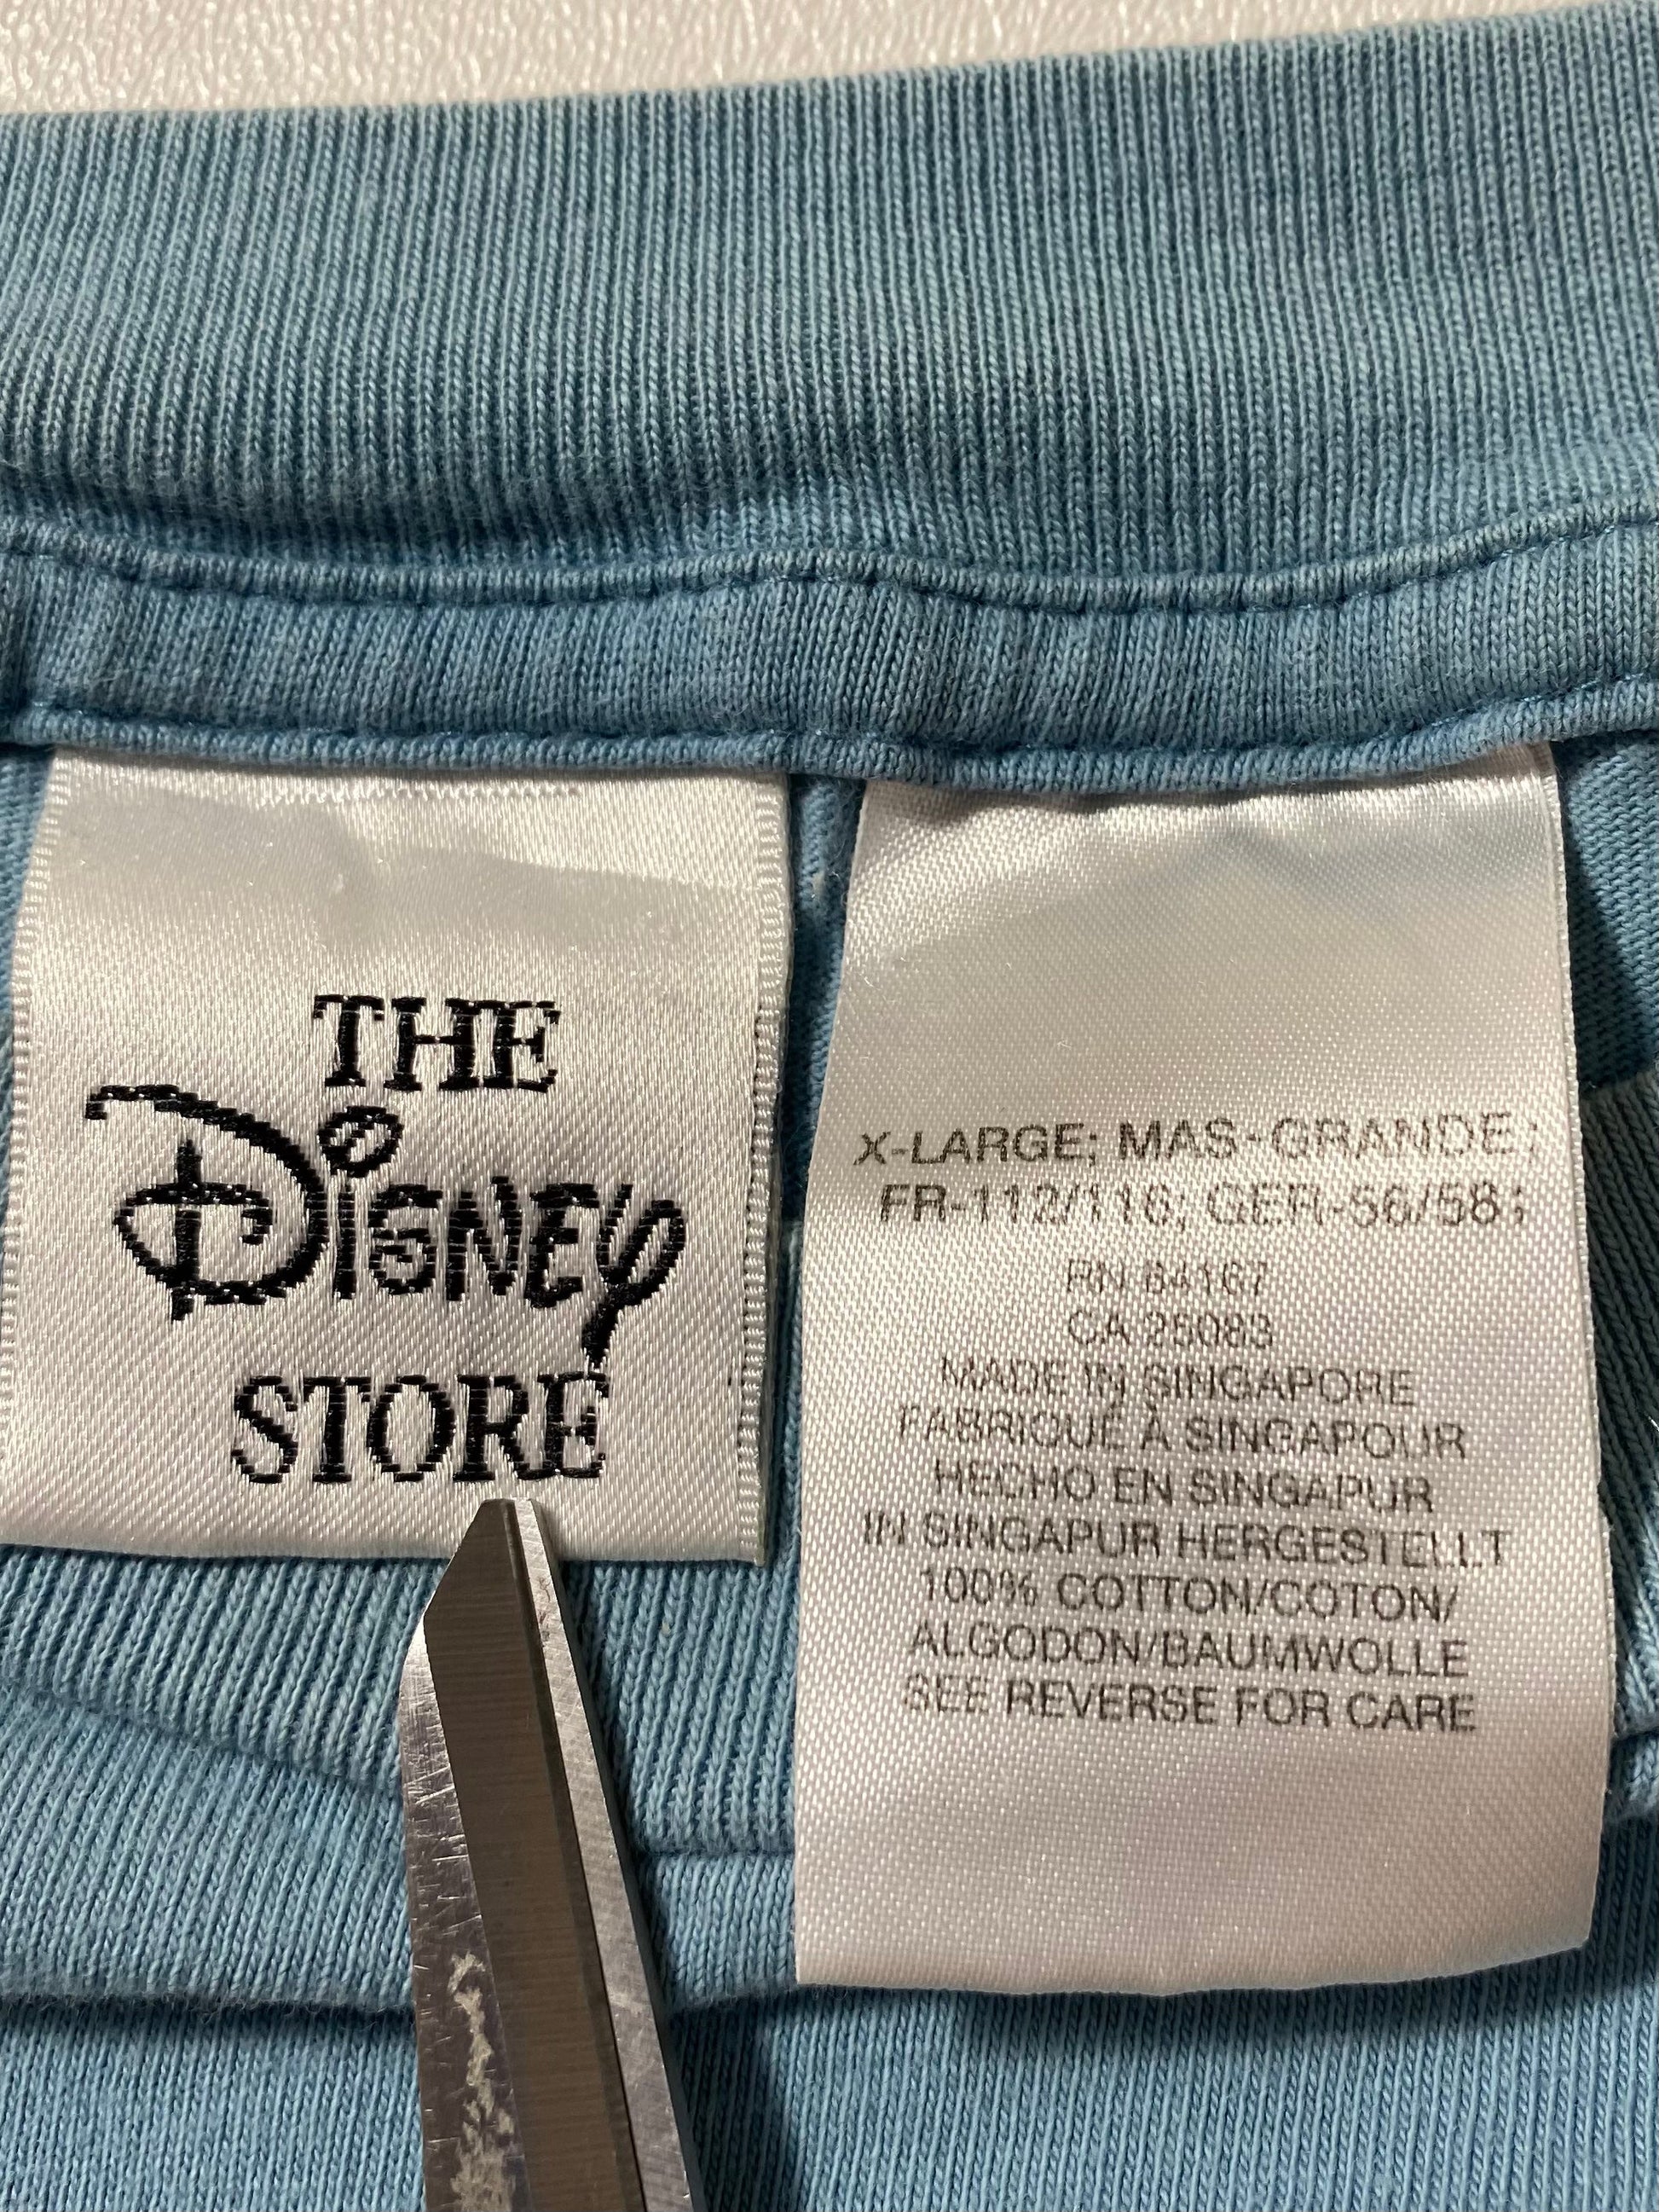 THE
DisNEy
STORE
X-LARGE; MAS-GRANDE;
FR-112/116; GER-56/58;
RN 84167
CA 25083
MADE IN SINGAPORE
FABRIQUÉ À SINGAPOUR
HECHO EN SINGAPUR
IN SINGAPUR HERGESTELLT
100% COTTON/COTON/
ALGODON/BAUMWOLLE
SEE REVERSE FOR CARE